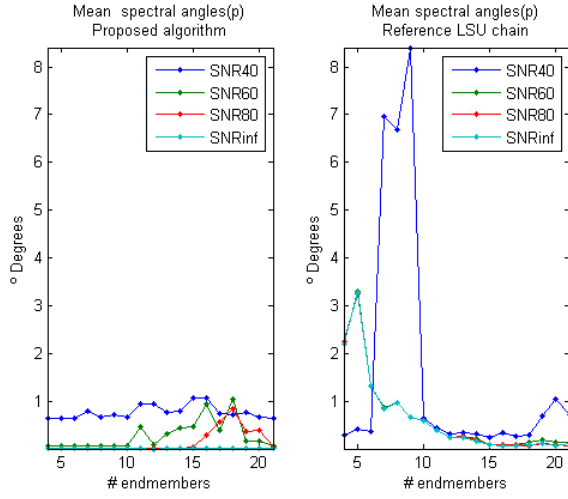 Mean spectral angles(p)
Proposed algorithm
8
7
6
5
4
3
2
1
º Degrees
SNR40
SNR60
SNR80
SNRinf
5
10
15
20
# endmembers
Mean spectral angles(p)
Reference LSU chain
8
7
6
5
4
3
2
1
º Degrees
SNR40
SNR60
SNR80
SNRinf
5
10
15
20
# endmembers